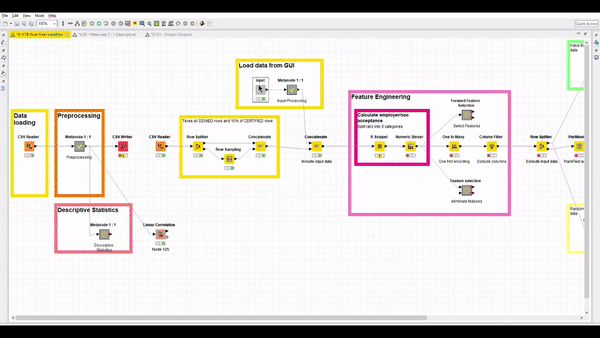 File Edit View Node Help
100%
Quick Access
Load data from GUI
Input
Metanode 1 : 1
Input-Processing
Data
loading
CSV Reader
Preprocessing
Metanode 1 : 1
Preprocessing
CSV Writer
CSV Reader
Takes all DENIED rows and 10% of CERTIFIED rows
Row Splitter
Row Sampling
Concatenate
Concatenate
Include input data
Feature Engineering
Calculate employer/soc
acceptance
Split ratio into 5 categories
R Snippet
Numeric Binner
Forward Feature
Selection
Select Features
One to Many
One Hot encoding
Column Filter
Exclude columns
Feature selection
eliminate features
Row Splitter
Exclude input data
Partition
Descriptive Statistics
Metanode 1 : 1
Descriptive
Statistics
Linear Correlation
Node 125
data
Random
data